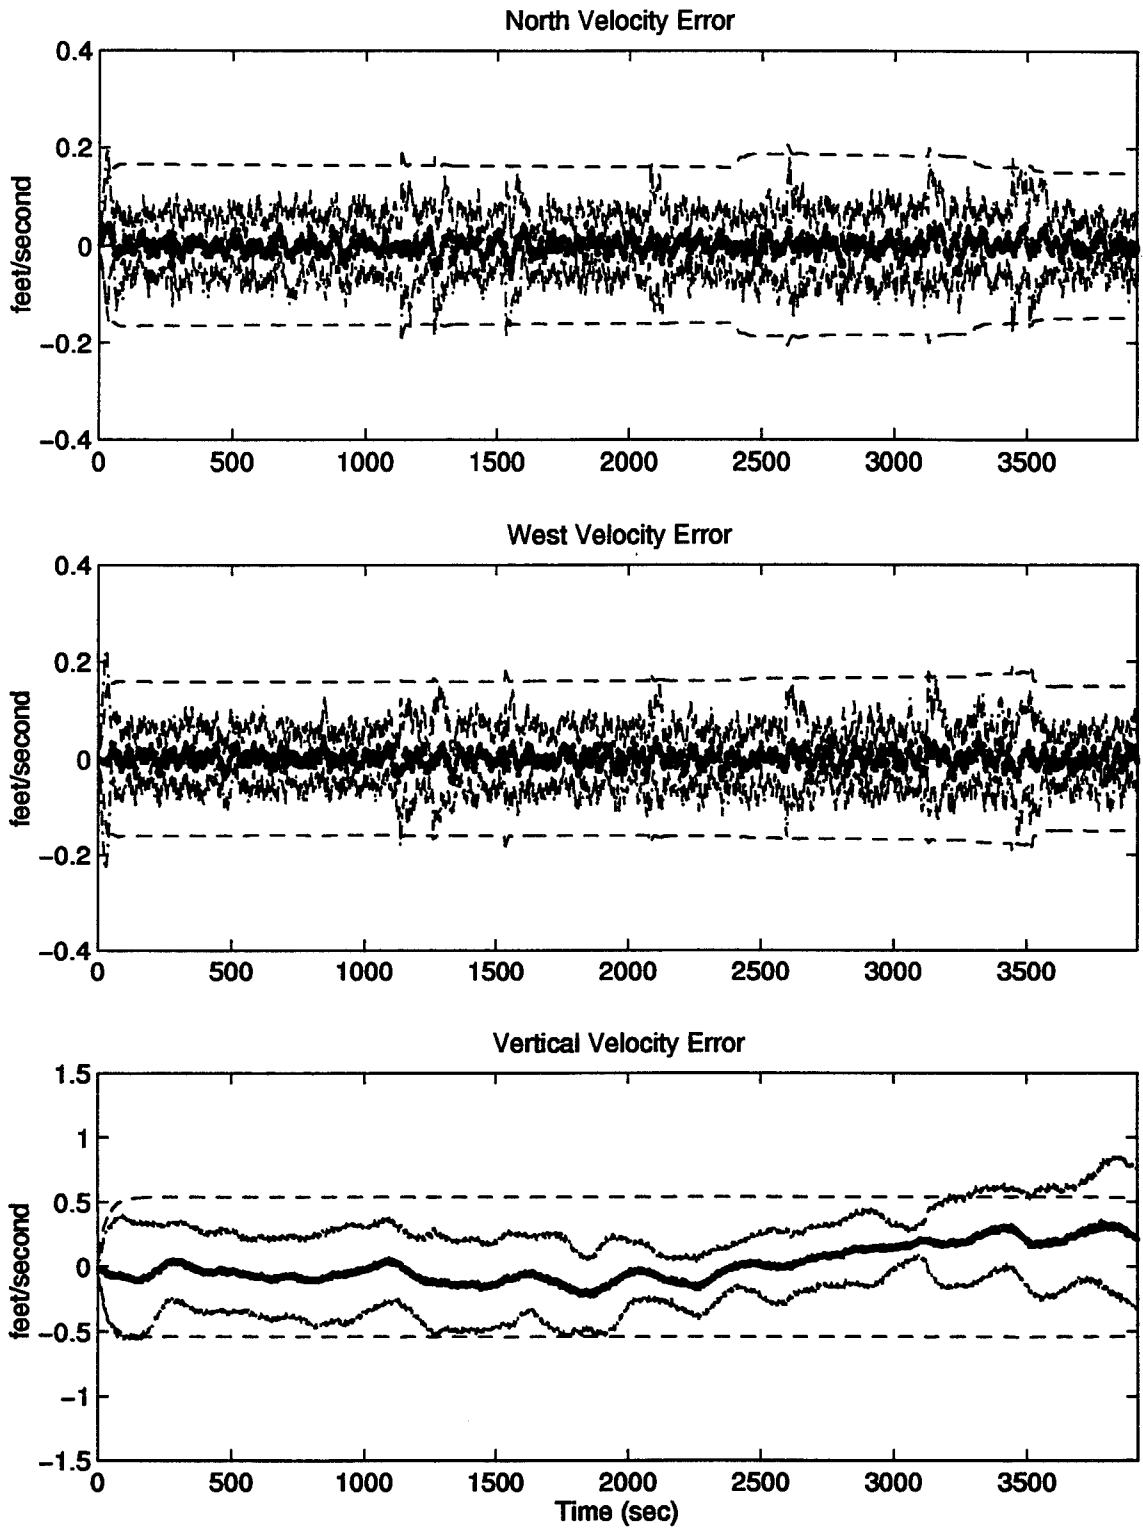 North Velocity Error
0.4
0.2
0
−0.2
−0.4
feet/second
0 500 1000 1500 2000 2500 3000 3500
West Velocity Error
0.4
0.2
0
−0.2
−0.4
feet/second
0 500 1000 1500 2000 2500 3000 3500
Vertical Velocity Error
1.5
1
0.5
0
−0.5
−1
−1.5
feet/second
0 500 1000 1500 2000 2500 3000 3500
Time (sec)